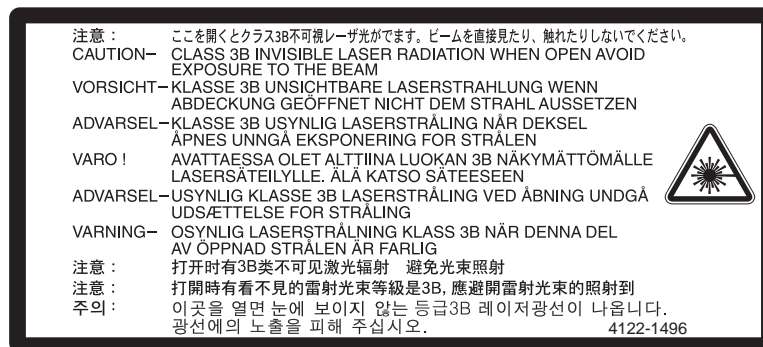 注意： ここを開くとクラス3B不可視レーザ光がでます。ビームを直接見たり、触れたりしないでください。
CAUTION– CLASS 3B INVISIBLE LASER RADIATION WHEN OPEN AVOID
EXPOSURE TO THE BEAM
VORSICHT–KLASSE 3B UNSICHTBARE LASERSTRAHLUNG WENN
ABDECKUNG GEÖFFNET NICHT DEM STRAHL AUSSETZEN
ADVARSEL–KLASSE 3B USYNLIG LASERSTRÅLING NÅR DEKSEL
ÅPNES UNNGÅ EKSPONERING FOR STRÅLEN
VARO ! AVATTAESSA OLET ALTTIINA LUOKAN 3B NÄKYMÄTTÖMÄLLE
LASERSÄTEILYLLE. ÄLÄ KATSO SÄTEESEEN
ADVARSEL–USYNLIG KLASSE 3B LASERSTRÅLING VED ÅBNING UNDGÅ
UDSÆTTELSE FOR STRÅLING
VARNING– OSYNLIG LASERSTRÅLNING KLASS 3B NÄR DENNA DEL
AV ÖPPNAD STRÅLEN ÄR FARLIG
注意： 打开时有3B类不可见激光辐射 避免光束照射
注意： 打開時有看不見的雷射光束等級是3B, 應避開雷射光束的照射到
주의： 이곳을 열면 눈에 보이지 않는 등급3B 레이저광선이 나옵니다.
광선에의 노출을 피해 주십시오. 4122-1496